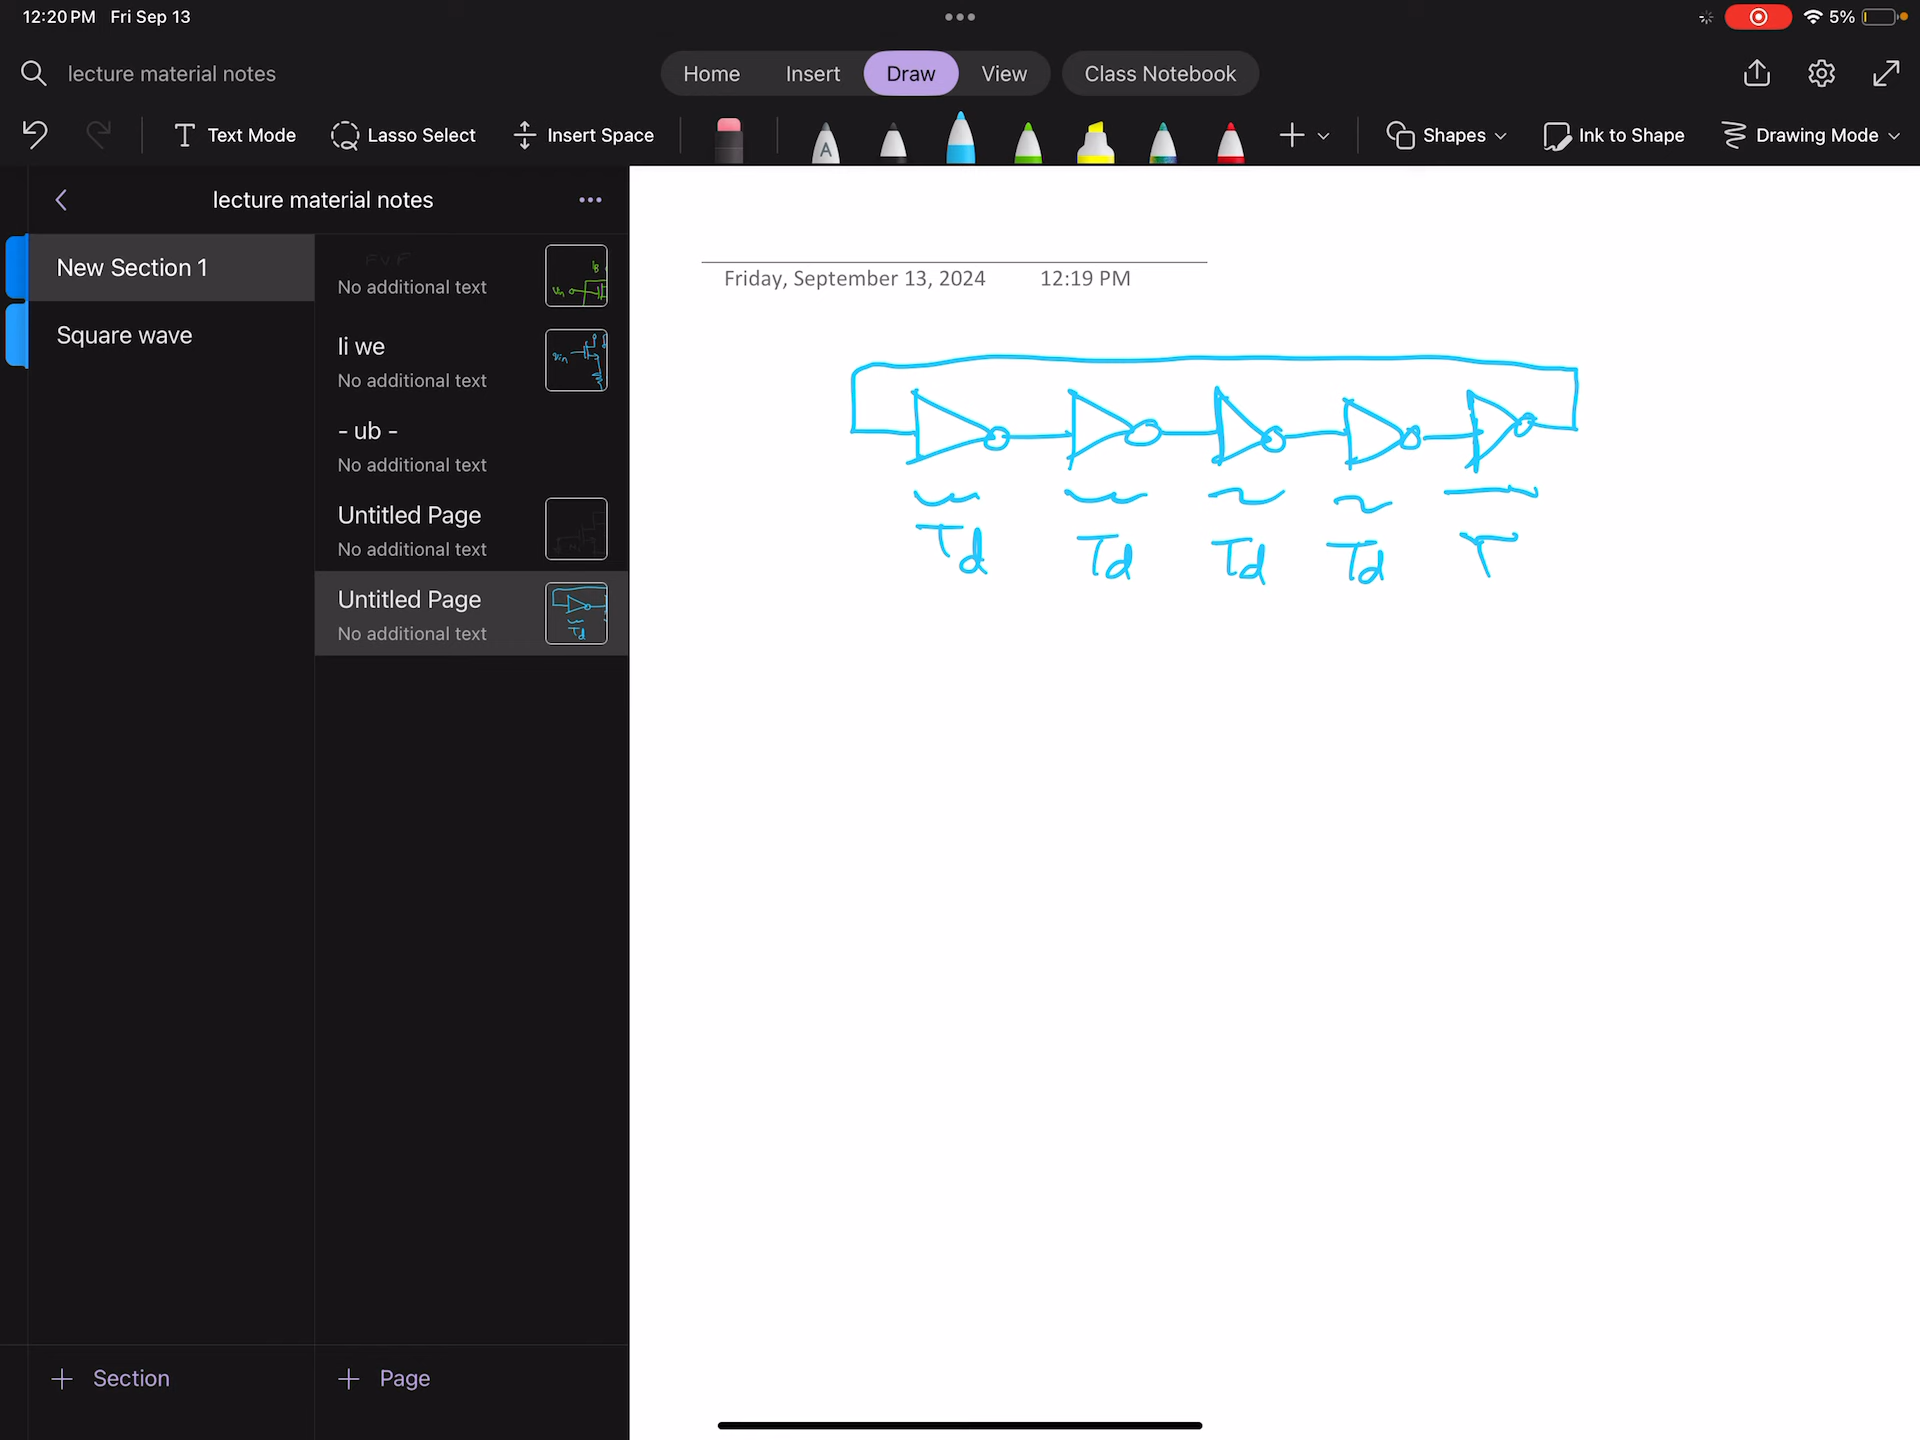 12:20 PM Fri Sep 13
5%
lecture material notes
Home Insert Draw View Class Notebook
T Text Mode Lasso Select Insert Space A Shapes Ink to Shape Drawing Mode
lecture material notes
New Section 1
Square wave
FVF
No additional text
li we
No additional text
- ub -
No additional text
Untitled Page
No additional text
Untitled Page
No additional text
Td
Friday, September 13, 2024 12:19 PM
Td Td Td Td T
+ Section
+ Page